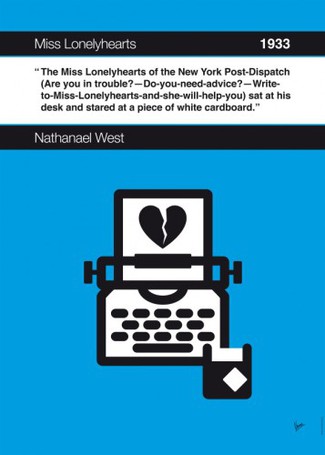 Miss Lonelyhearts 1933
“The Miss Lonelyhearts of the New York Post-Dispatch
(Are you in trouble?—Do-you-need-advice?—Write-
to-Miss-Lonelyhearts-and-she-will-help-you) sat at his
desk and stared at a piece of white cardboard.”
Nathanael West